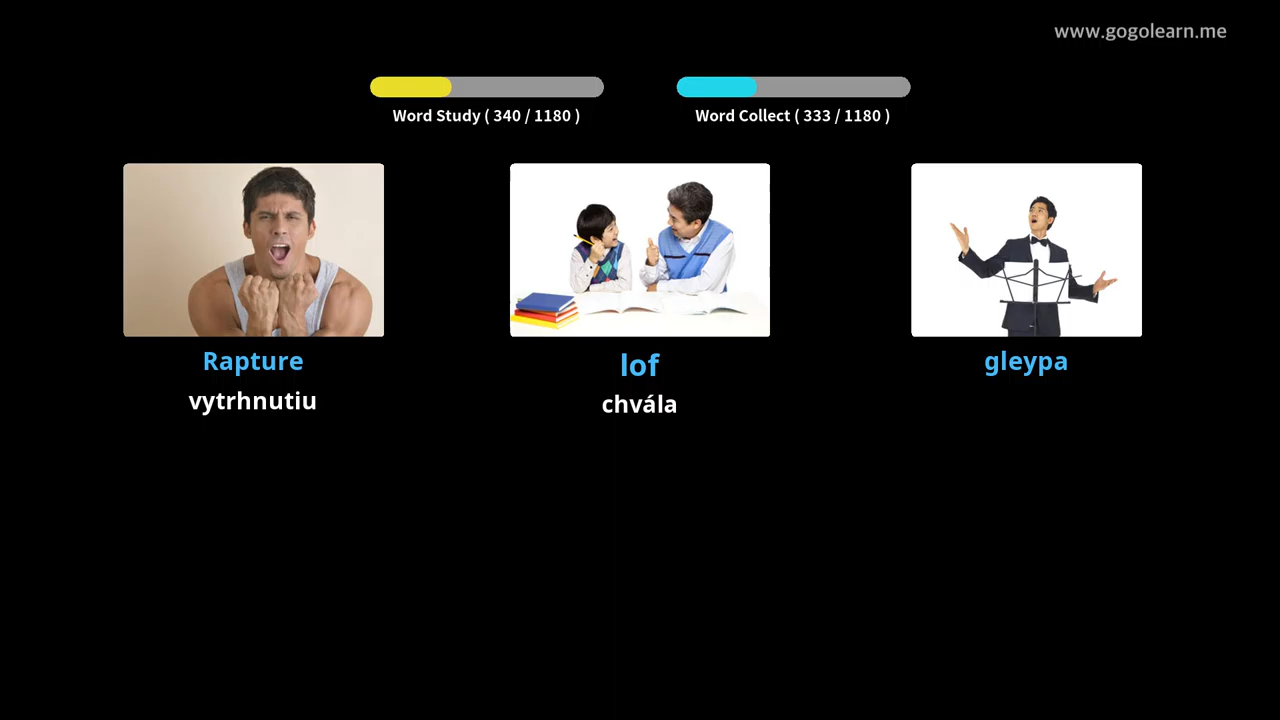 www.gogolearn.me
Word Study ( 340 / 1180 )
Word Collect ( 333 / 1180 )
Rapture
lof
gleypa
vytrhnutiu
chvála